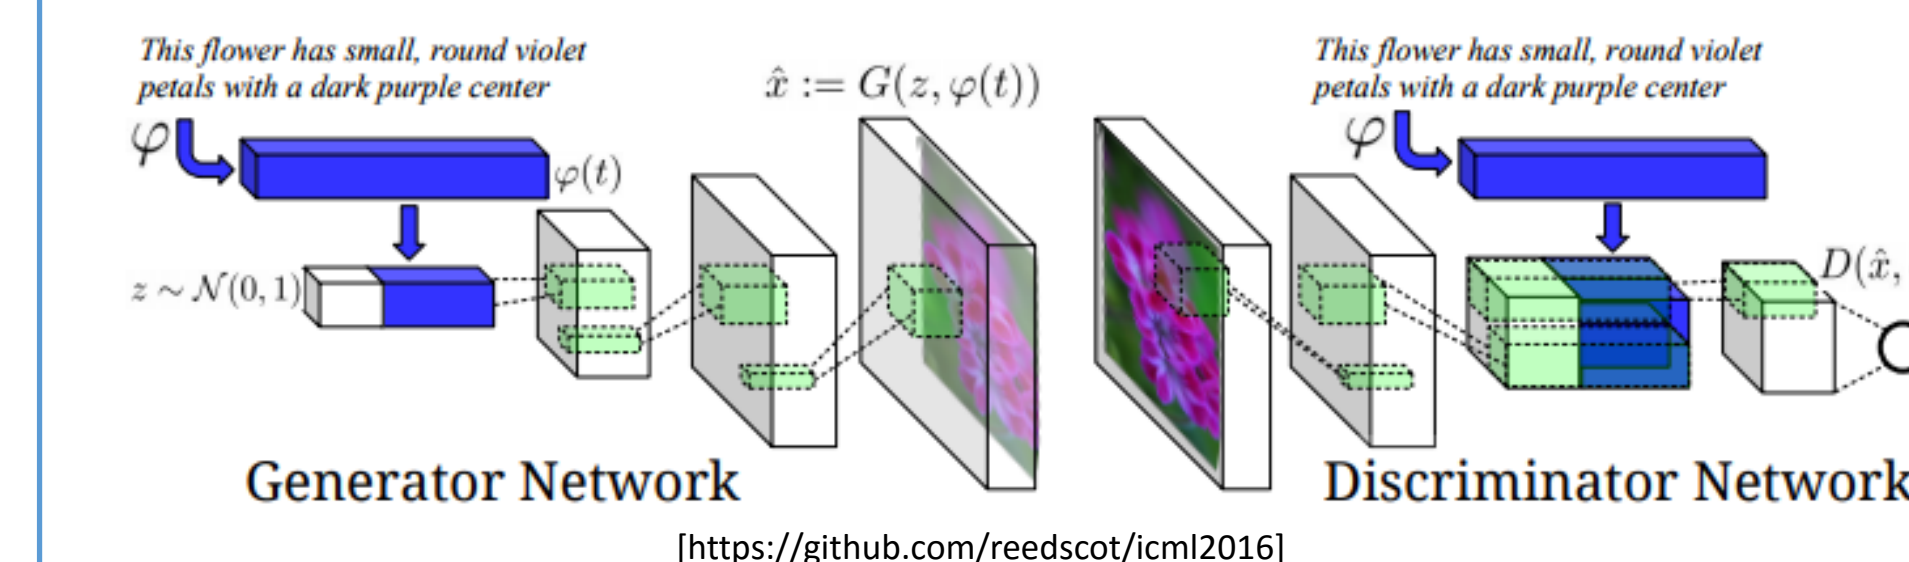 This flower has small, round violet
petals with a dark purple center
φ
φ(t)
z ∼ 𝒩(0, 1)
x̂ := G(z, φ(t))
Generator Network
This flower has small, round violet
petals with a dark purple center
φ
D(x̂,
Discriminator Network
[https://github.com/reedscot/icml2016]